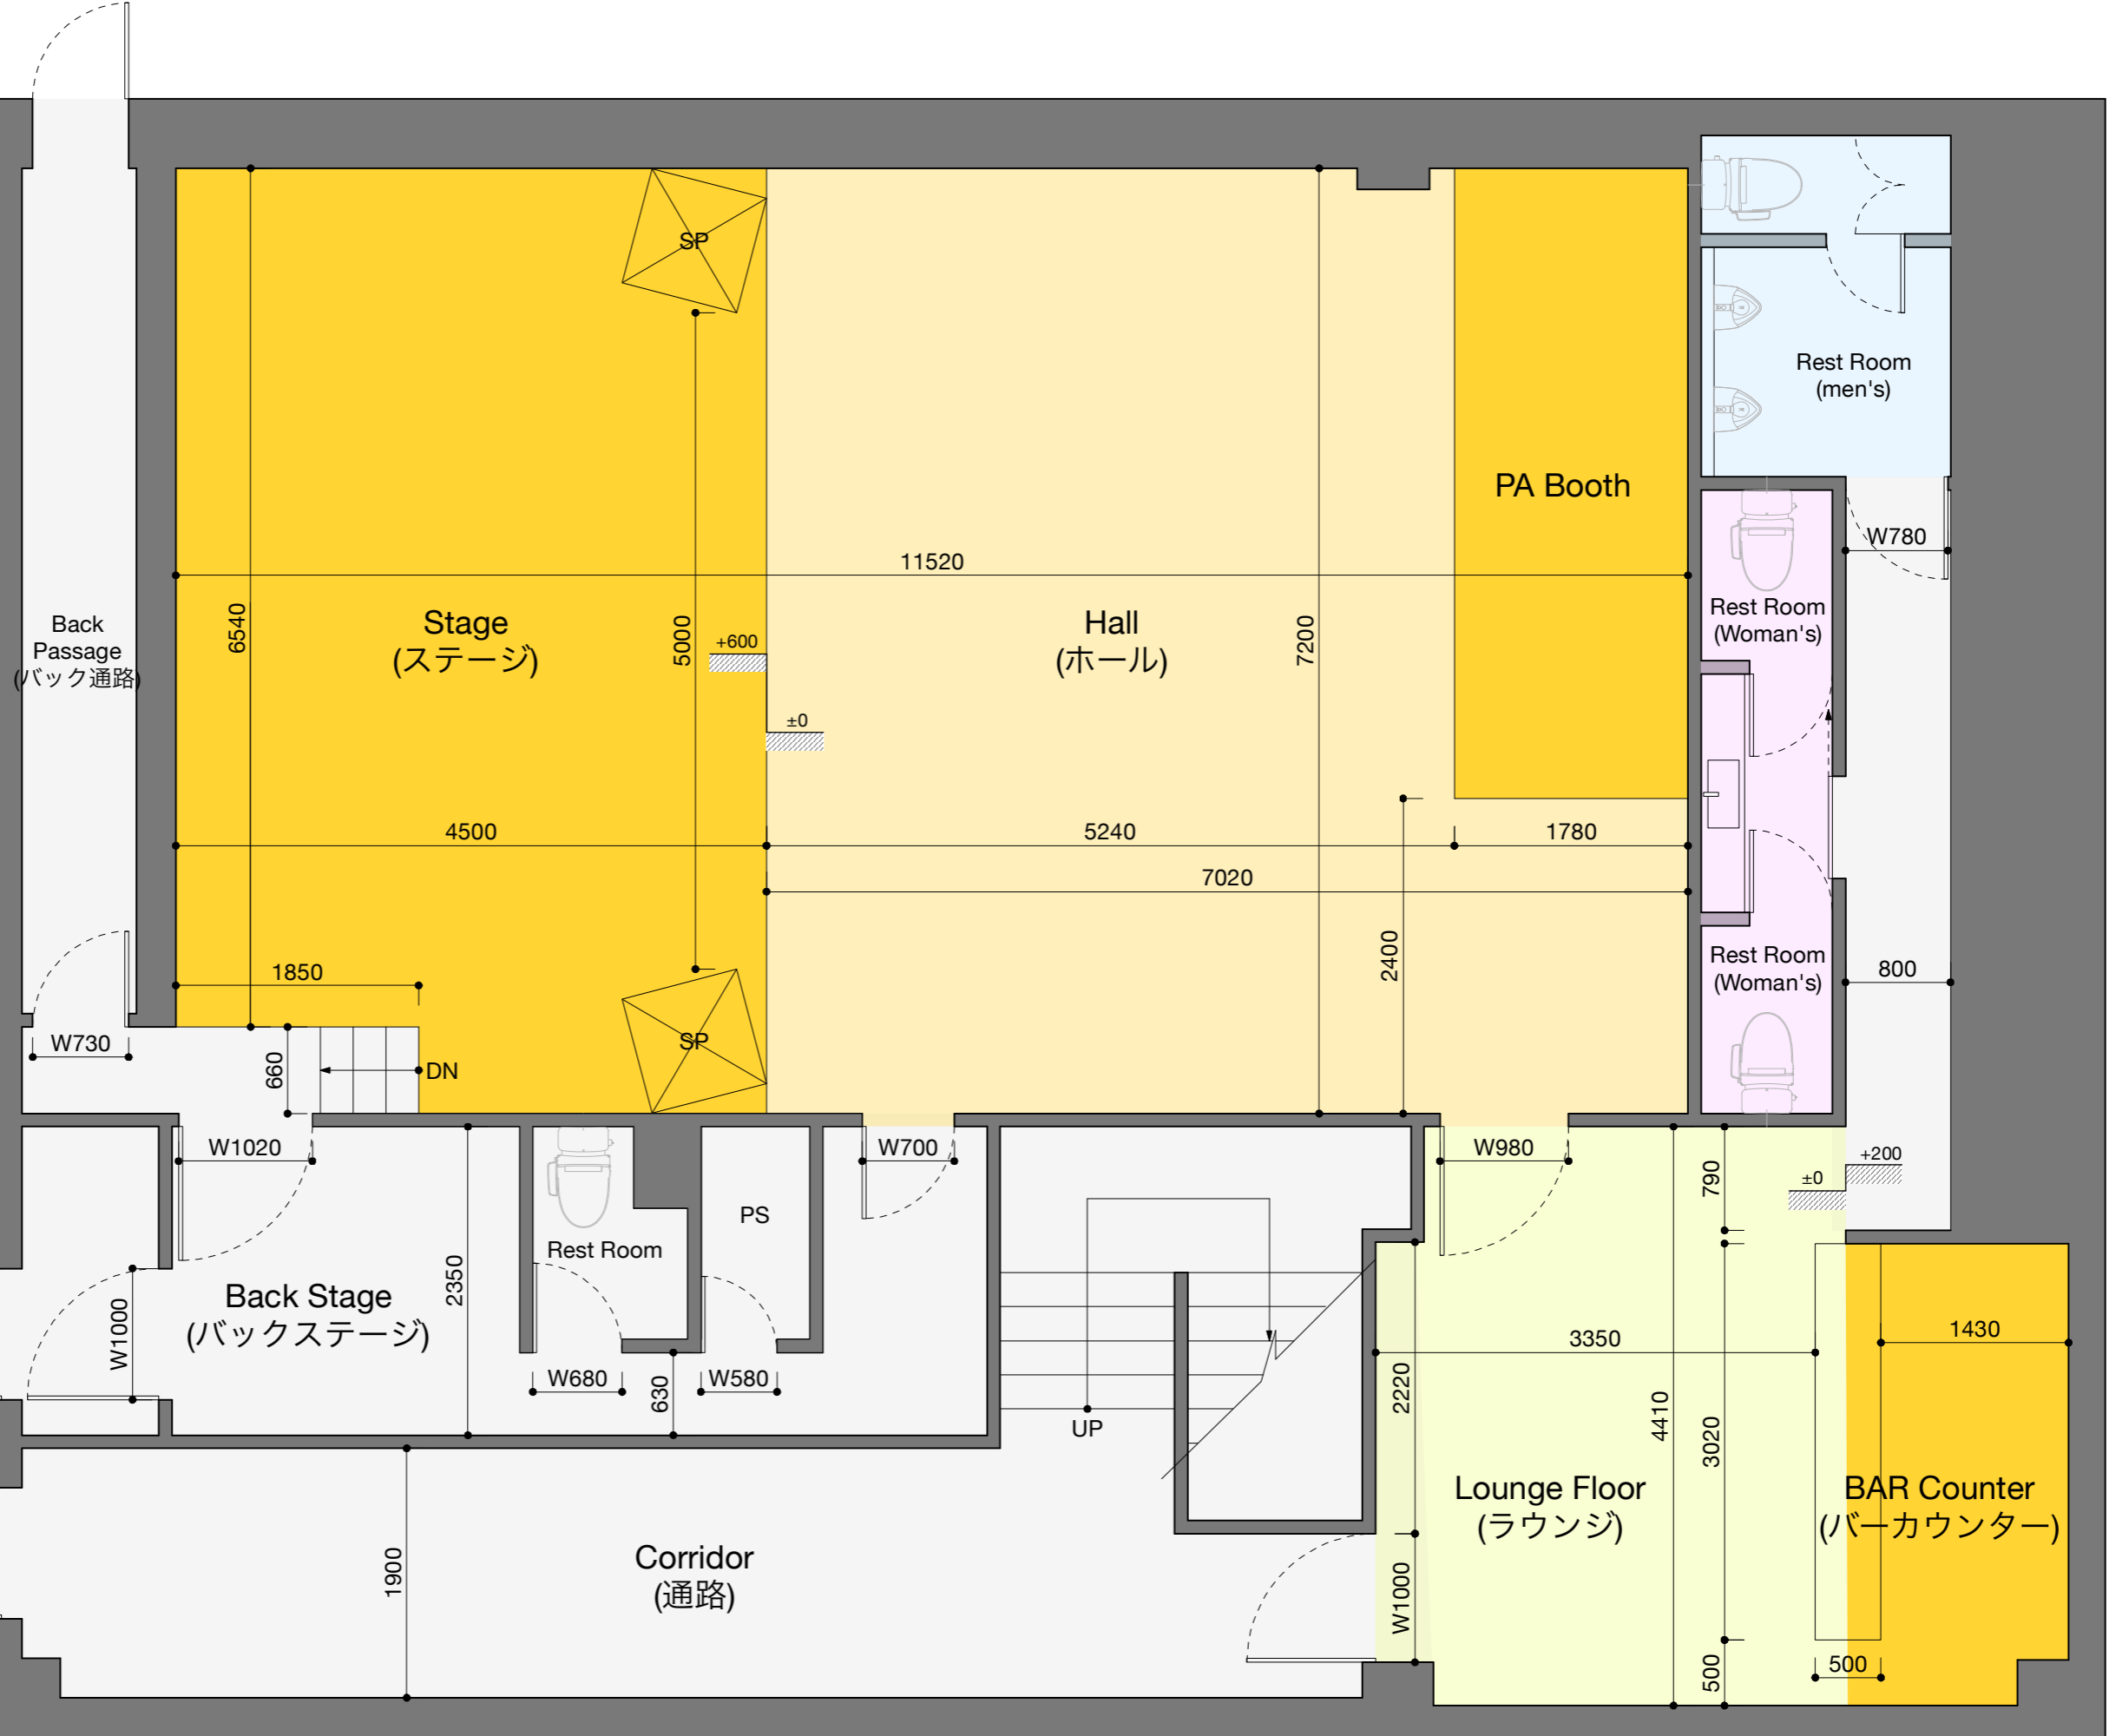 SP
Rest Room
(men's)
PA Booth
W780
11520
Back
Passage
(バック通路)
6540
Stage
(ステージ)
5000
+600
±0
Hall
(ホール)
7200
Rest Room
(Woman's)
4500
5240
1780
7020
1850
2400
Rest Room
(Woman's)
800
W730
660
DN
SP
W1020
W700
W980
790
+200
±0
PS
Rest Room
2350
Back Stage
(バックステージ)
W1000
W680
630
W580
UP
3350
1430
2220
4410
3020
Lounge Floor
(ラウンジ)
BAR Counter
(バーカウンター)
1900
Corridor
(通路)
W1000
500
500